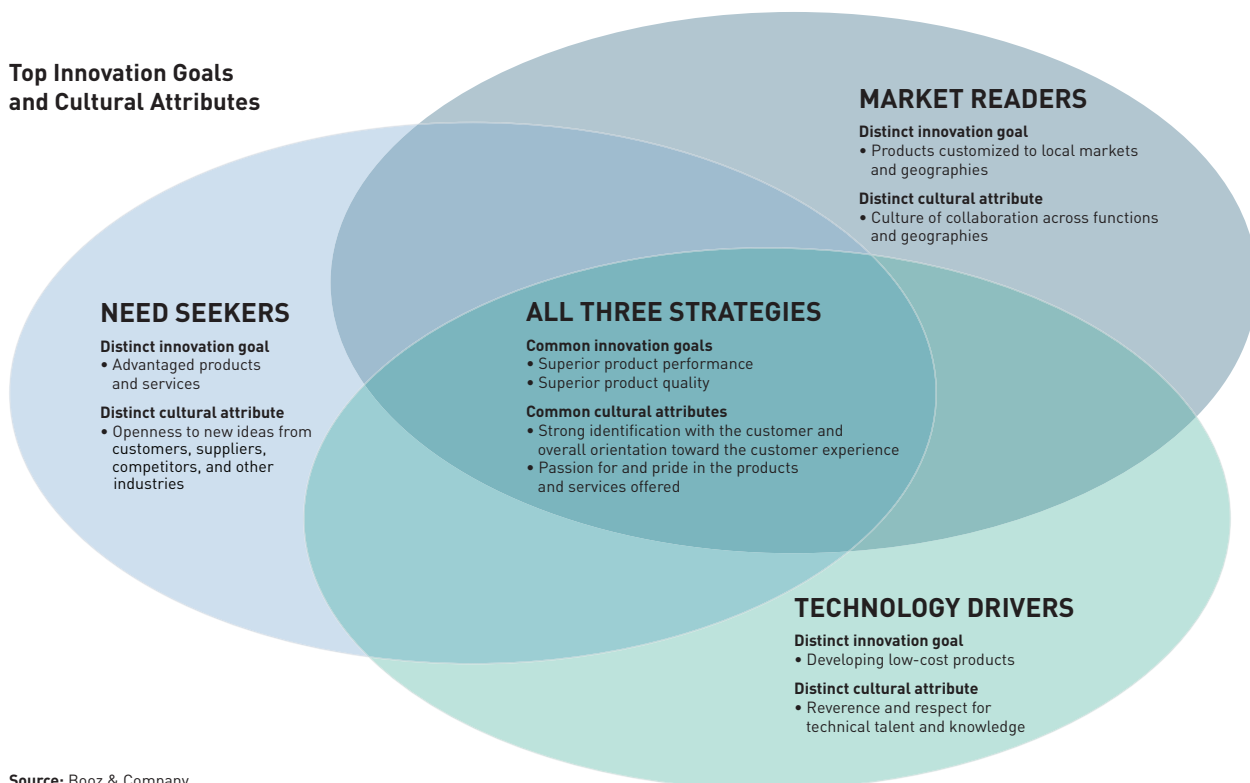 Top Innovation Goals
and Cultural Attributes
MARKET READERS
Distinct innovation goal
• Products customized to local markets
and geographies
Distinct cultural attribute
• Culture of collaboration across functions
and geographies
NEED SEEKERS
Distinct innovation goal
• Advantaged products
and services
Distinct cultural attribute
• Openness to new ideas from
customers, suppliers,
competitors, and other
industries
ALL THREE STRATEGIES
Common innovation goals
• Superior product performance
• Superior product quality
Common cultural attributes
• Strong identification with the customer and
overall orientation toward the customer experience
• Passion for and pride in the products
and services offered
TECHNOLOGY DRIVERS
Distinct innovation goal
• Developing low-cost products
Distinct cultural attribute
• Reverence and respect for
technical talent and knowledge
Source: Booz & Company